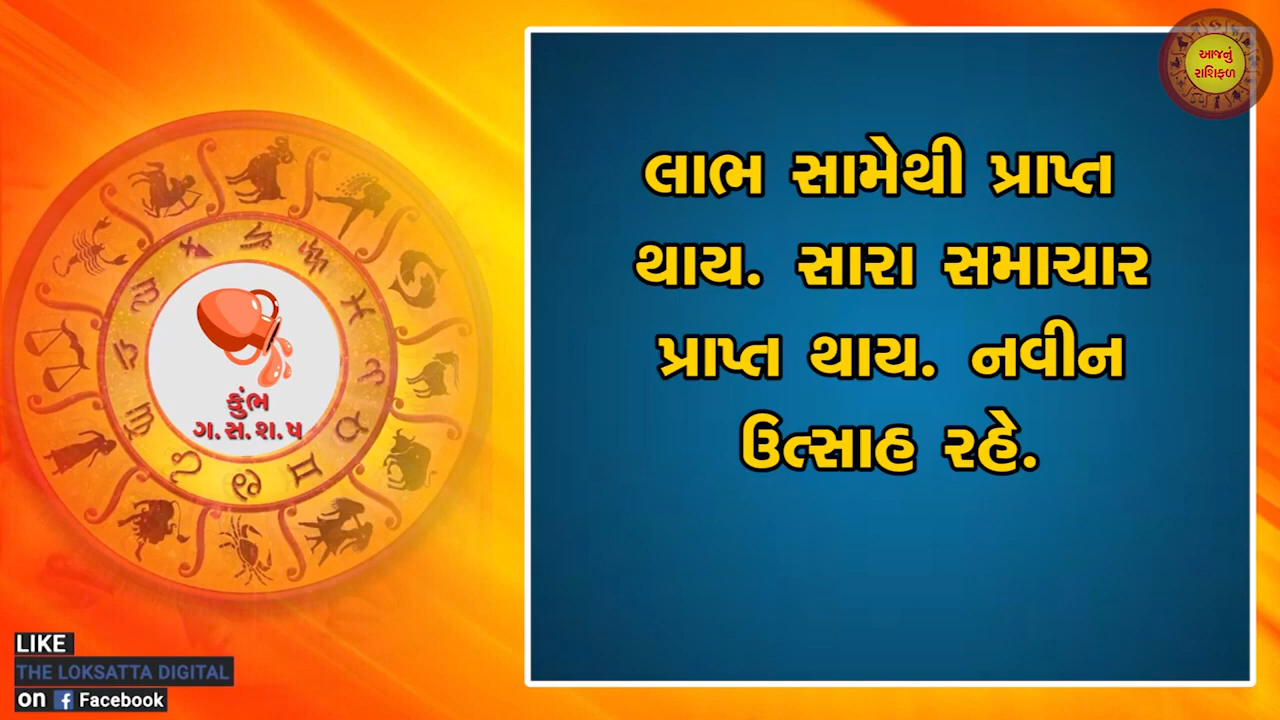 આજનું
રાશિફળ
લાભ સામેથી પ્રાપ્ત
થાય. સારા સમાચાર
પ્રાપ્ત થાય. નવીન
ઉત્સાહ રહે.
કુંભ
ગ.સ.શ.ષ
LIKE
THE LOKSATTA DIGITAL
on f Facebook